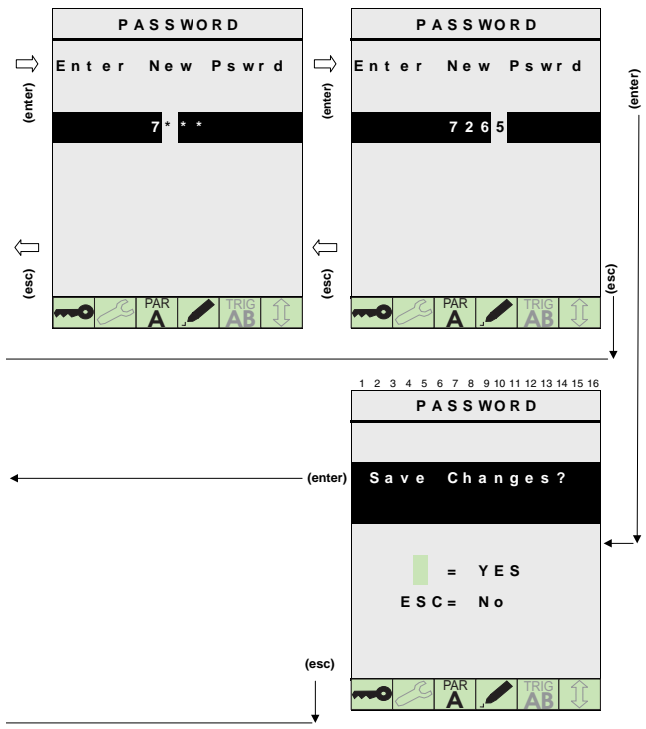 PASSWORD
Enter New Pswrd
(enter)
7***
(esc)
PAR
A
TRIG
AB
PASSWORD
Enter New Pswrd
(enter)
7265
(esc)
PAR
A
TRIG
AB
(enter)
(esc)
1 2 3 4 5 6 7 8 9 10 11 12 13 14 15 16
PASSWORD
(enter)
Save Changes?
= YES
ESC= No
(esc)
PAR
A
TRIG
AB